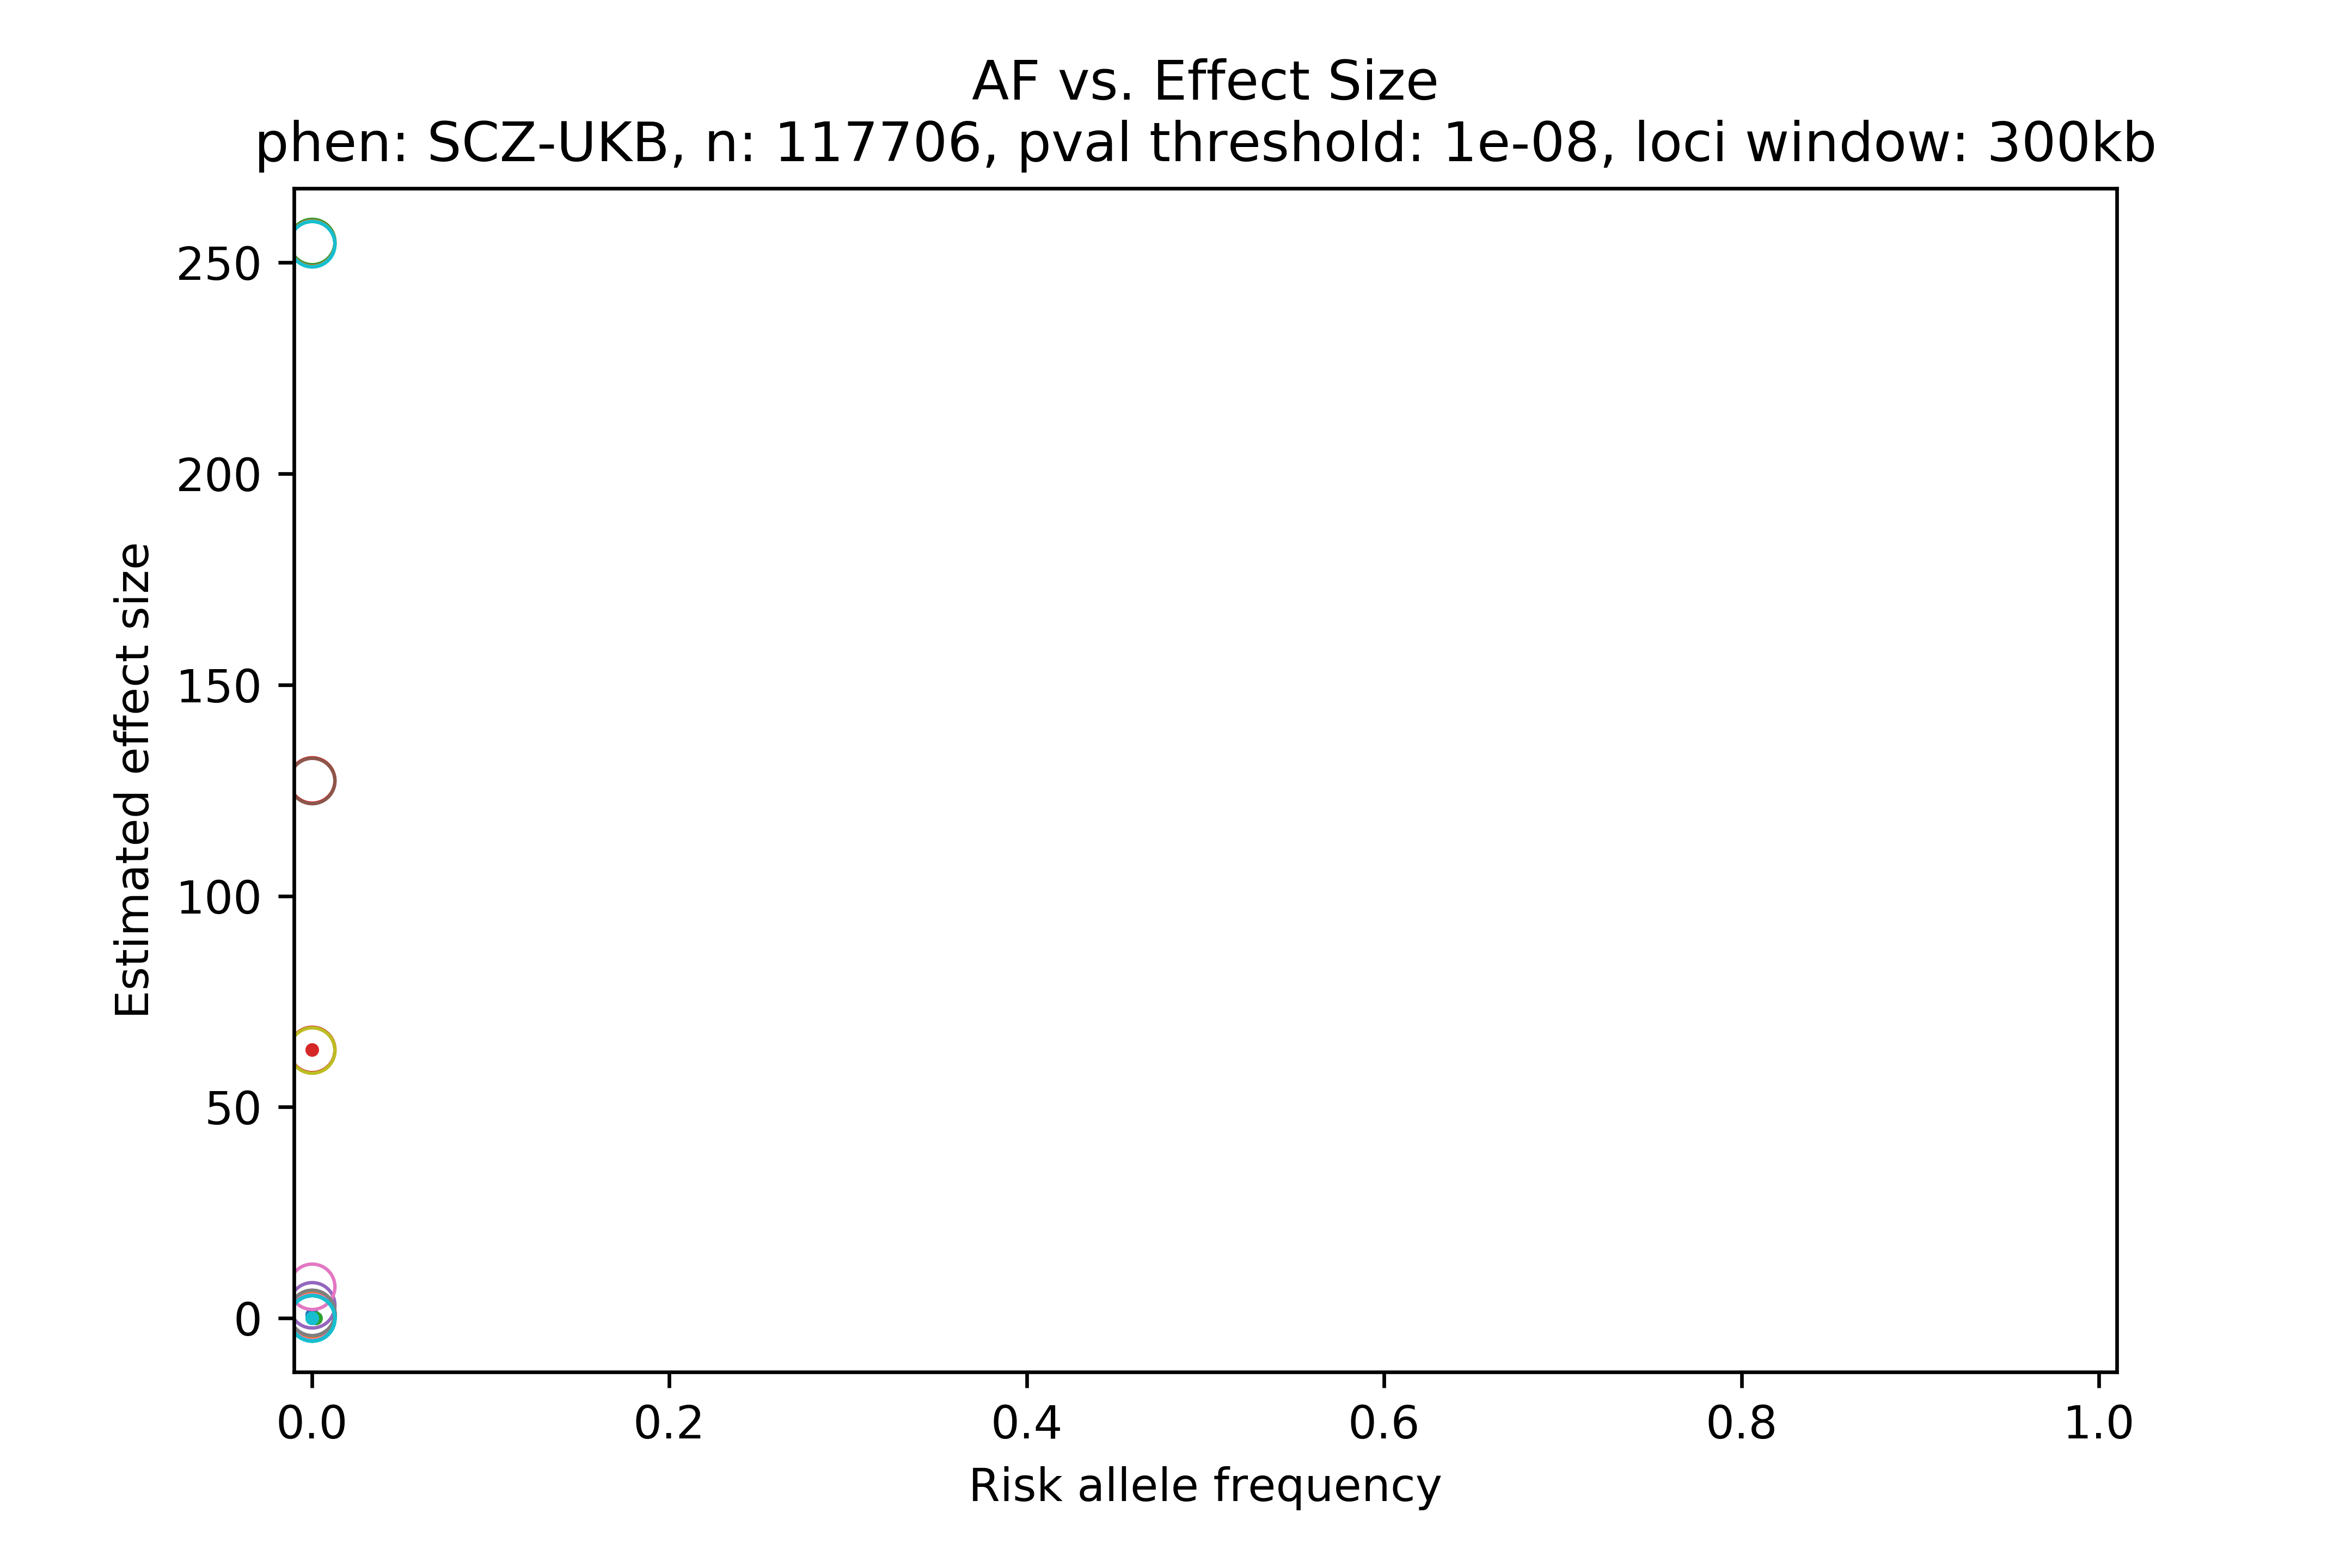 AF vs. Effect Size
phen: SCZ-UKB, n: 117706, pval threshold: 1e-08, loci window: 300kb
250
200
150
100
50
0
Estimated effect size
0.0 0.2 0.4 0.6 0.8 1.0
Risk allele frequency